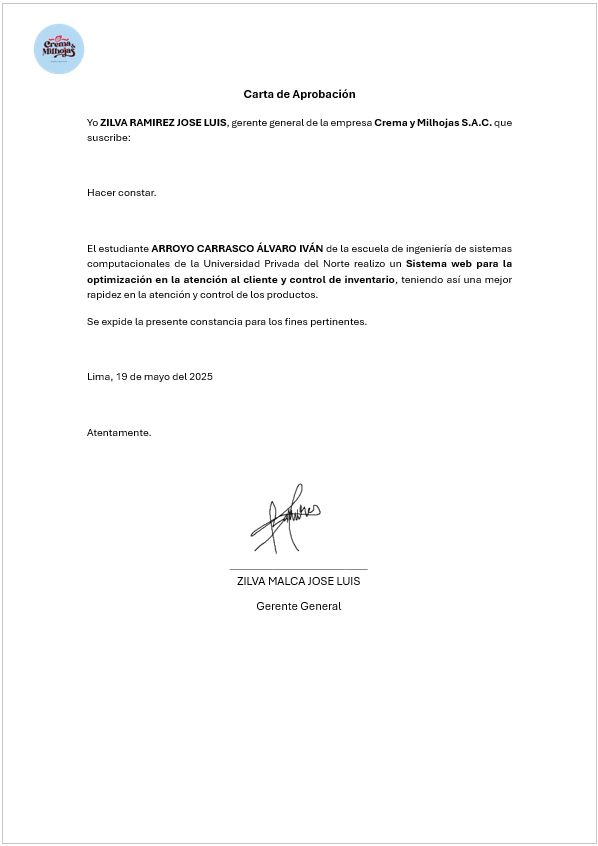 Crema &
Milhojas
Carta de Aprobación
Yo ZILVA RAMIREZ JOSE LUIS, gerente general de la empresa Crema y Milhojas S.A.C. que
suscribe:
Hacer constar.
El estudiante ARROYO CARRASCO ÁLVARO IVÁN de la escuela de ingeniería de sistemas
computacionales de la Universidad Privada del Norte realizo un Sistema web para la
optimización en la atención al cliente y control de inventario, teniendo así una mejor
rapidez en la atención y control de los productos.
Se expide la presente constancia para los fines pertinentes.
Lima, 19 de mayo del 2025
Atentamente.
ZILVA MALCA JOSE LUIS
Gerente General